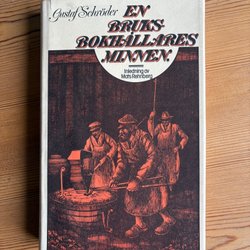 Gustaf Schröder
EN
BRUKS-
BOKHÅLLARES
MINNEN.
Inledning av
Mats Rehnberg